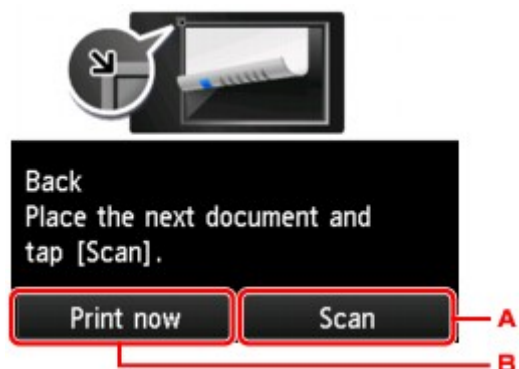 Back
Place the next document and
tap [Scan].
Print now Scan A
B